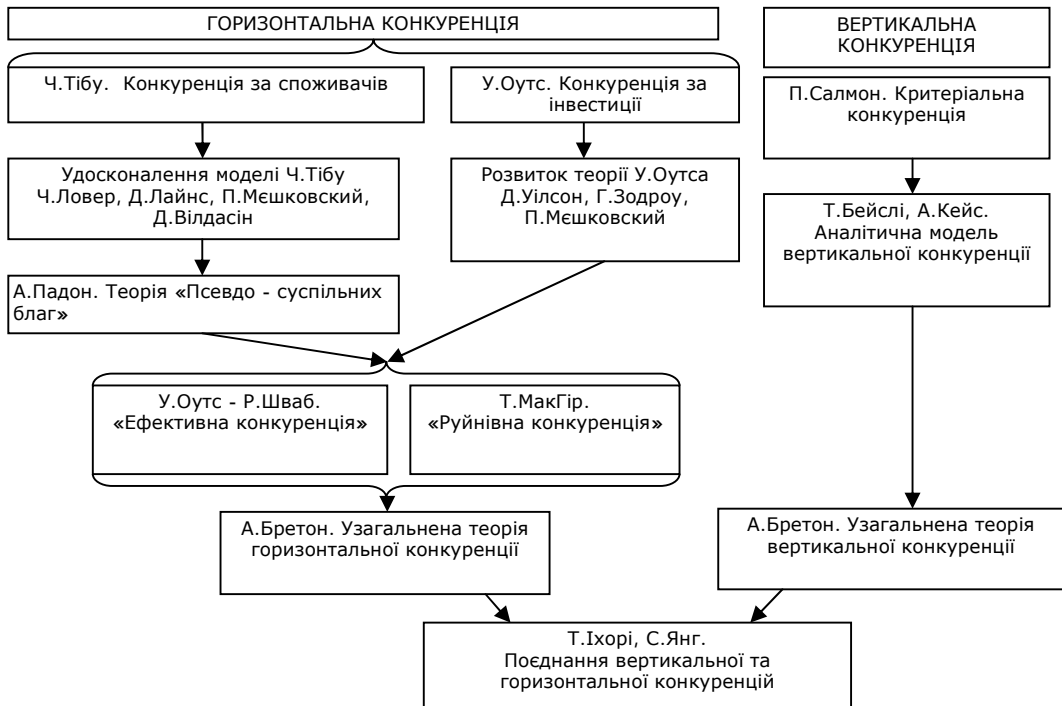 ГОРИЗОНТАЛЬНА КОНКУРЕНЦІЯ
ВЕРТИКАЛЬНА
КОНКУРЕНЦІЯ
Ч.Тібу. Конкуренція за споживачів
У.Оутс. Конкуренція за
інвестиції
П.Салмон. Критеріальна
конкуренція
Удосконалення моделі Ч.Тібу
Ч.Ловер, Д.Лайнс, П.Мєшковский,
Д.Вілдасін
Розвиток теорії У.Оутса
Д.Уілсон, Г.Зодроу,
П.Мєшковский
Т.Бейслі, А.Кейс.
Аналітична модель
вертикальної конкуренції
А.Падон. Теорія «Псевдо - суспільних
благ»
У.Оутс - Р.Шваб.
«Ефективна конкуренція»
Т.МакГір.
«Руйнівна конкуренція»
А.Бретон. Узагальнена теорія
горизонтальної конкуренції
А.Бретон. Узагальнена теорія
вертикальної конкуренції
Т.Іхорі, С.Янг.
Поєднання вертикальної та
горизонтальної конкуренцій